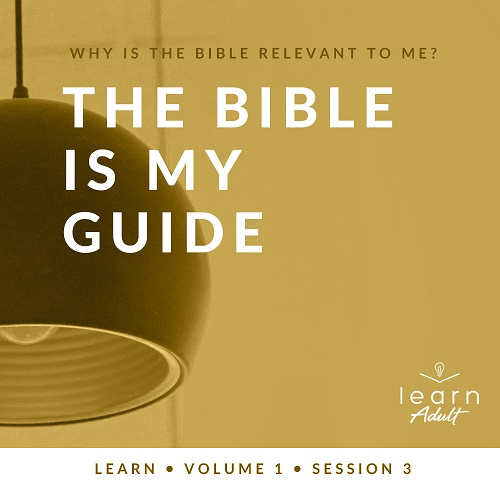 WHY IS THE BIBLE RELEVANT TO ME?
THE BIBLE
IS MY
GUIDE
learn
Adult
LEARN • VOLUME 1 • SESSION 3